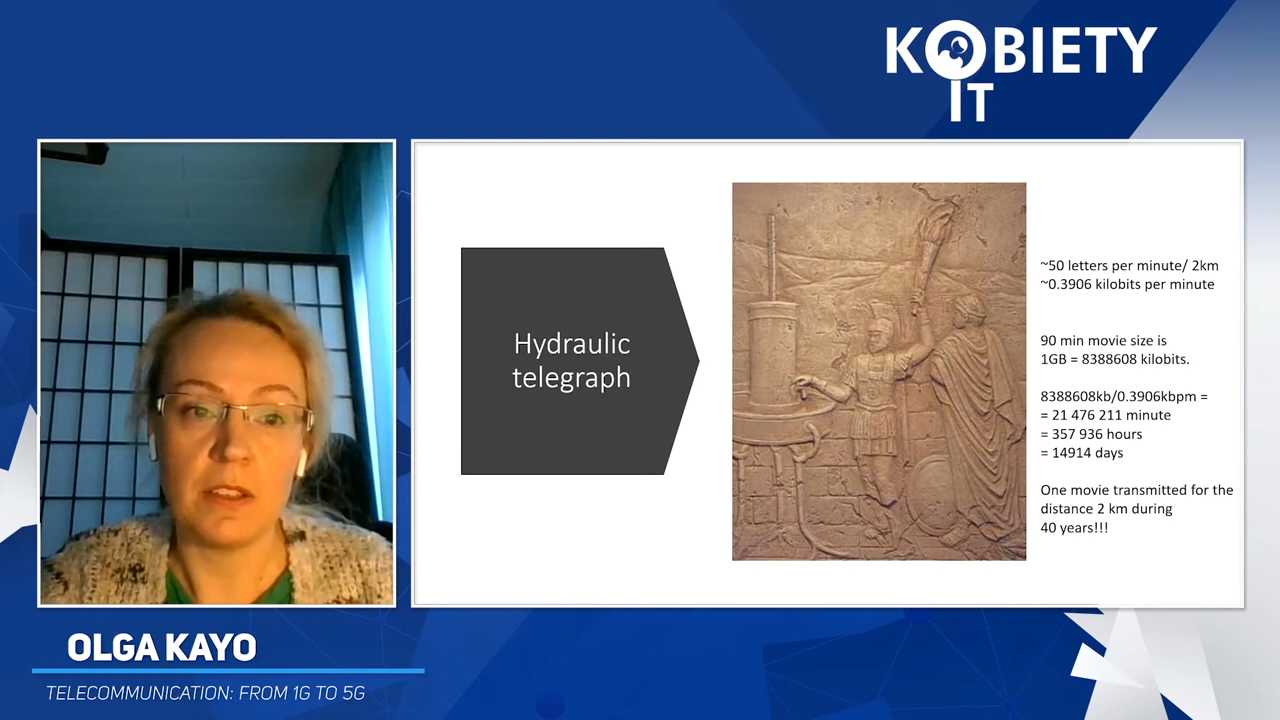 KOBIETY
IT
Hydraulic
telegraph
~50 letters per minute/ 2km
~0.3906 kilobits per minute
90 min movie size is
1GB = 8388608 kilobits.
8388608kb/0.3906kbpm =
= 21 476 211 minute
= 357 936 hours
= 14914 days
One movie transmitted for the
distance 2 km during
40 years!!!
OLGA KAYO
TELECOMMUNICATION: FROM 1G TO 5G